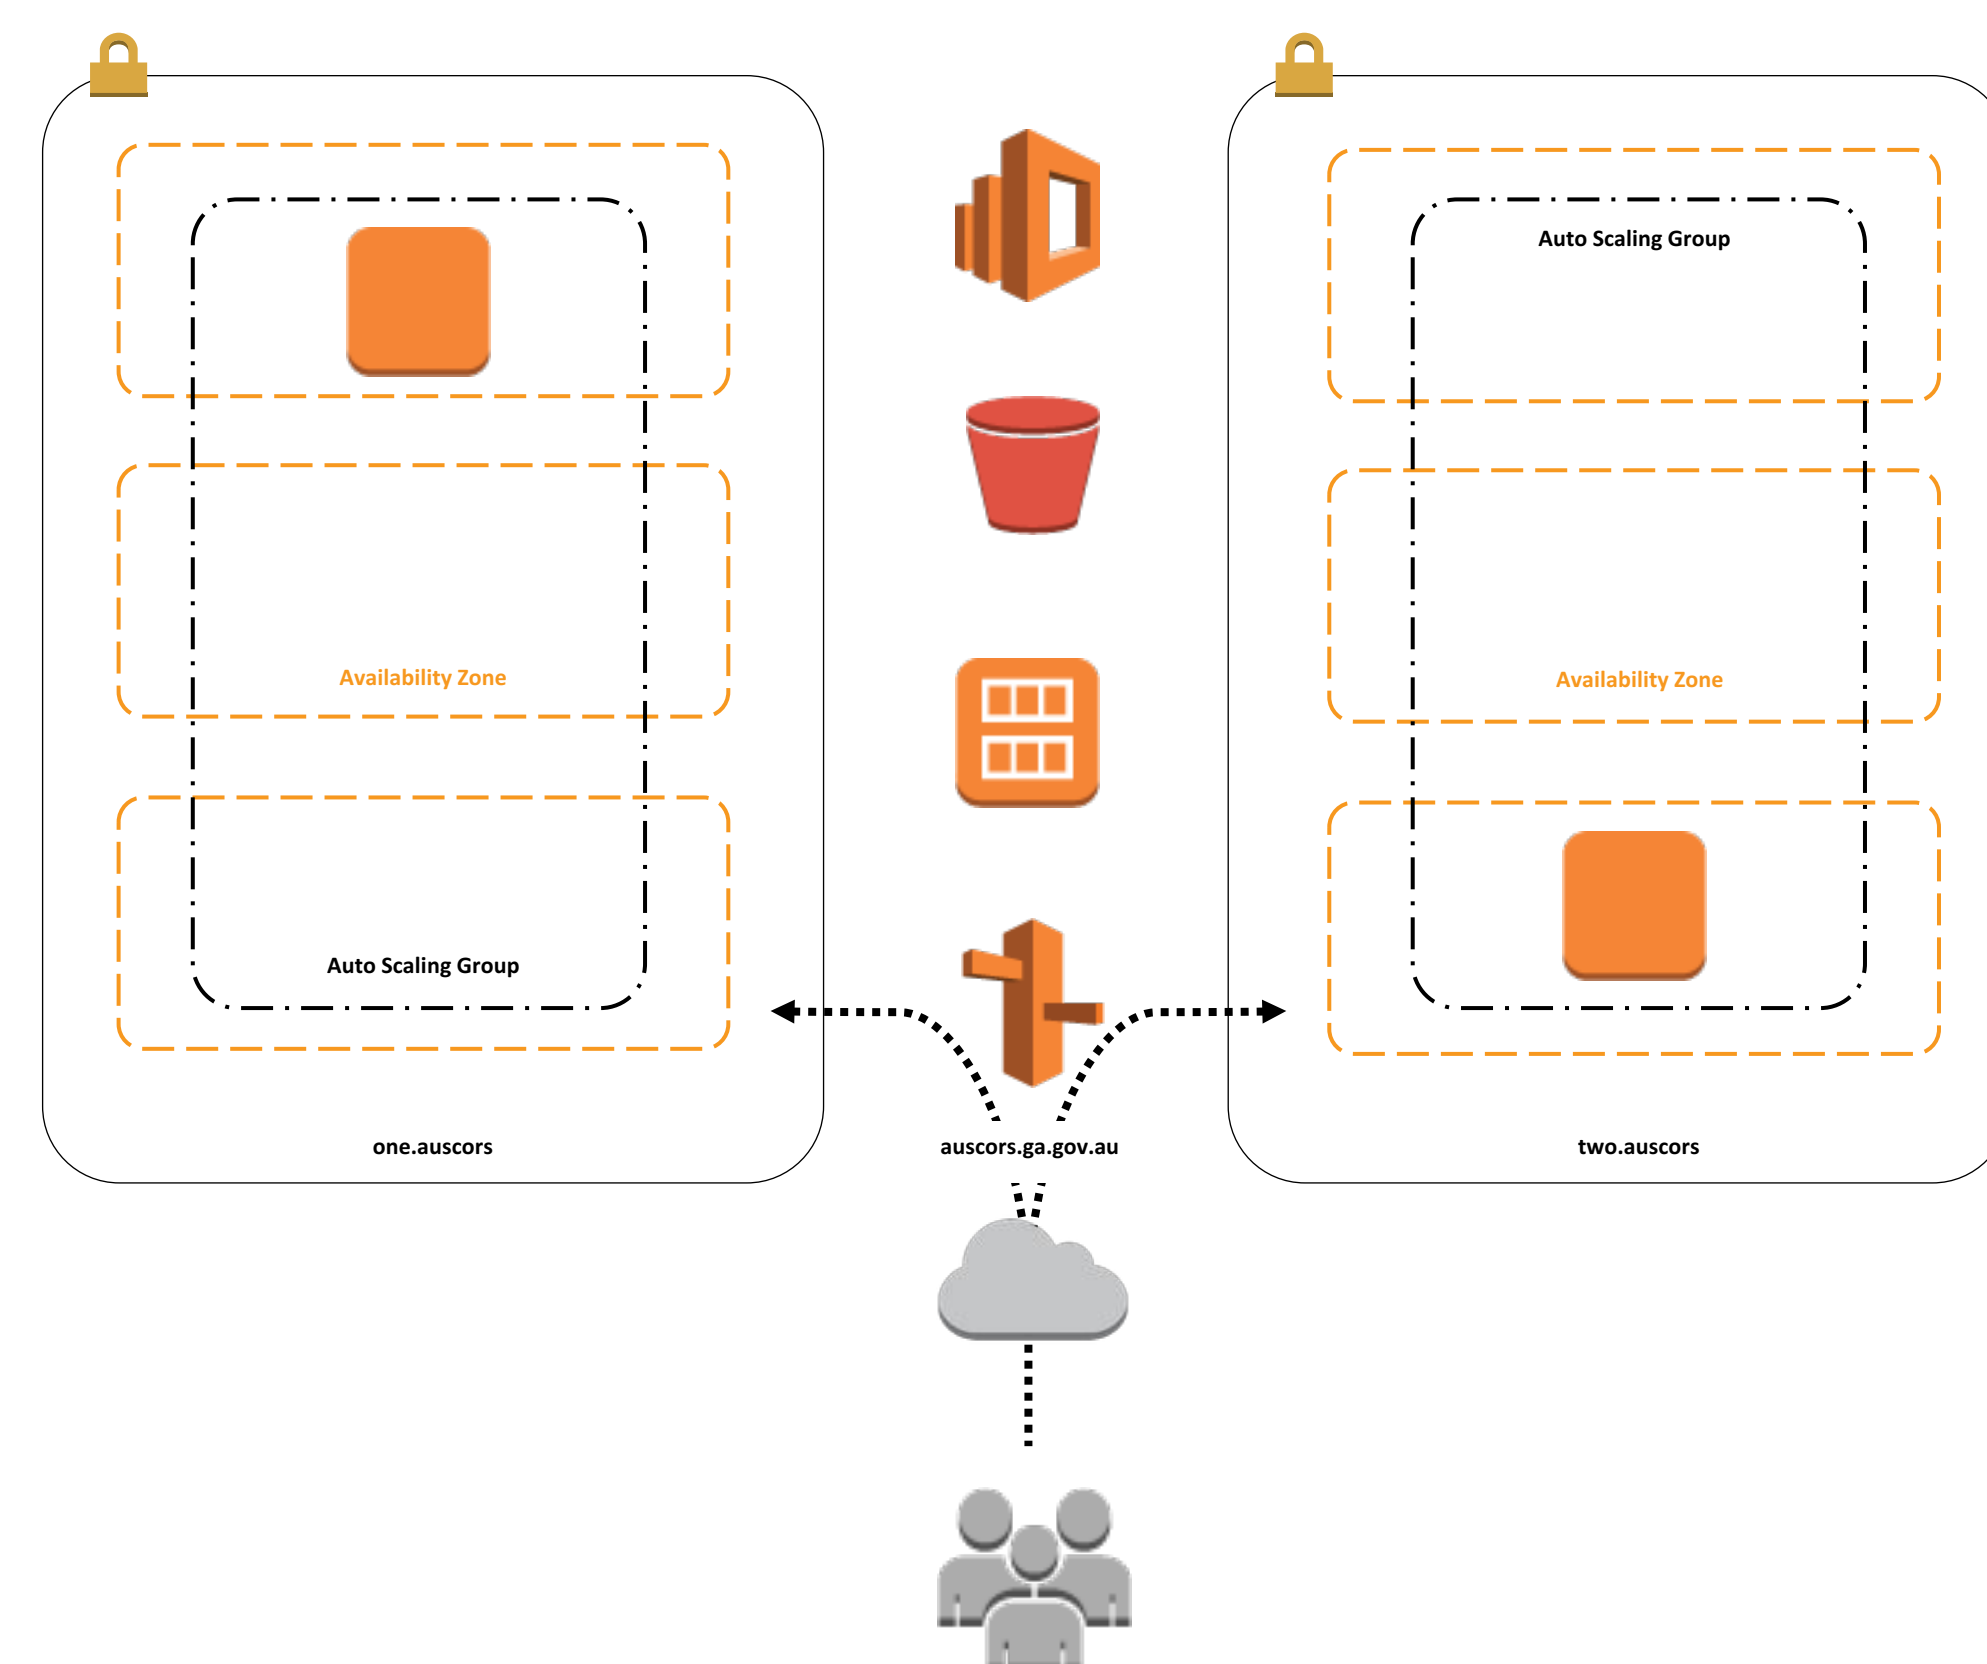 Auto Scaling Group
Availability Zone
Availability Zone
Auto Scaling Group
one.auscors
auscors.ga.gov.au
two.auscors